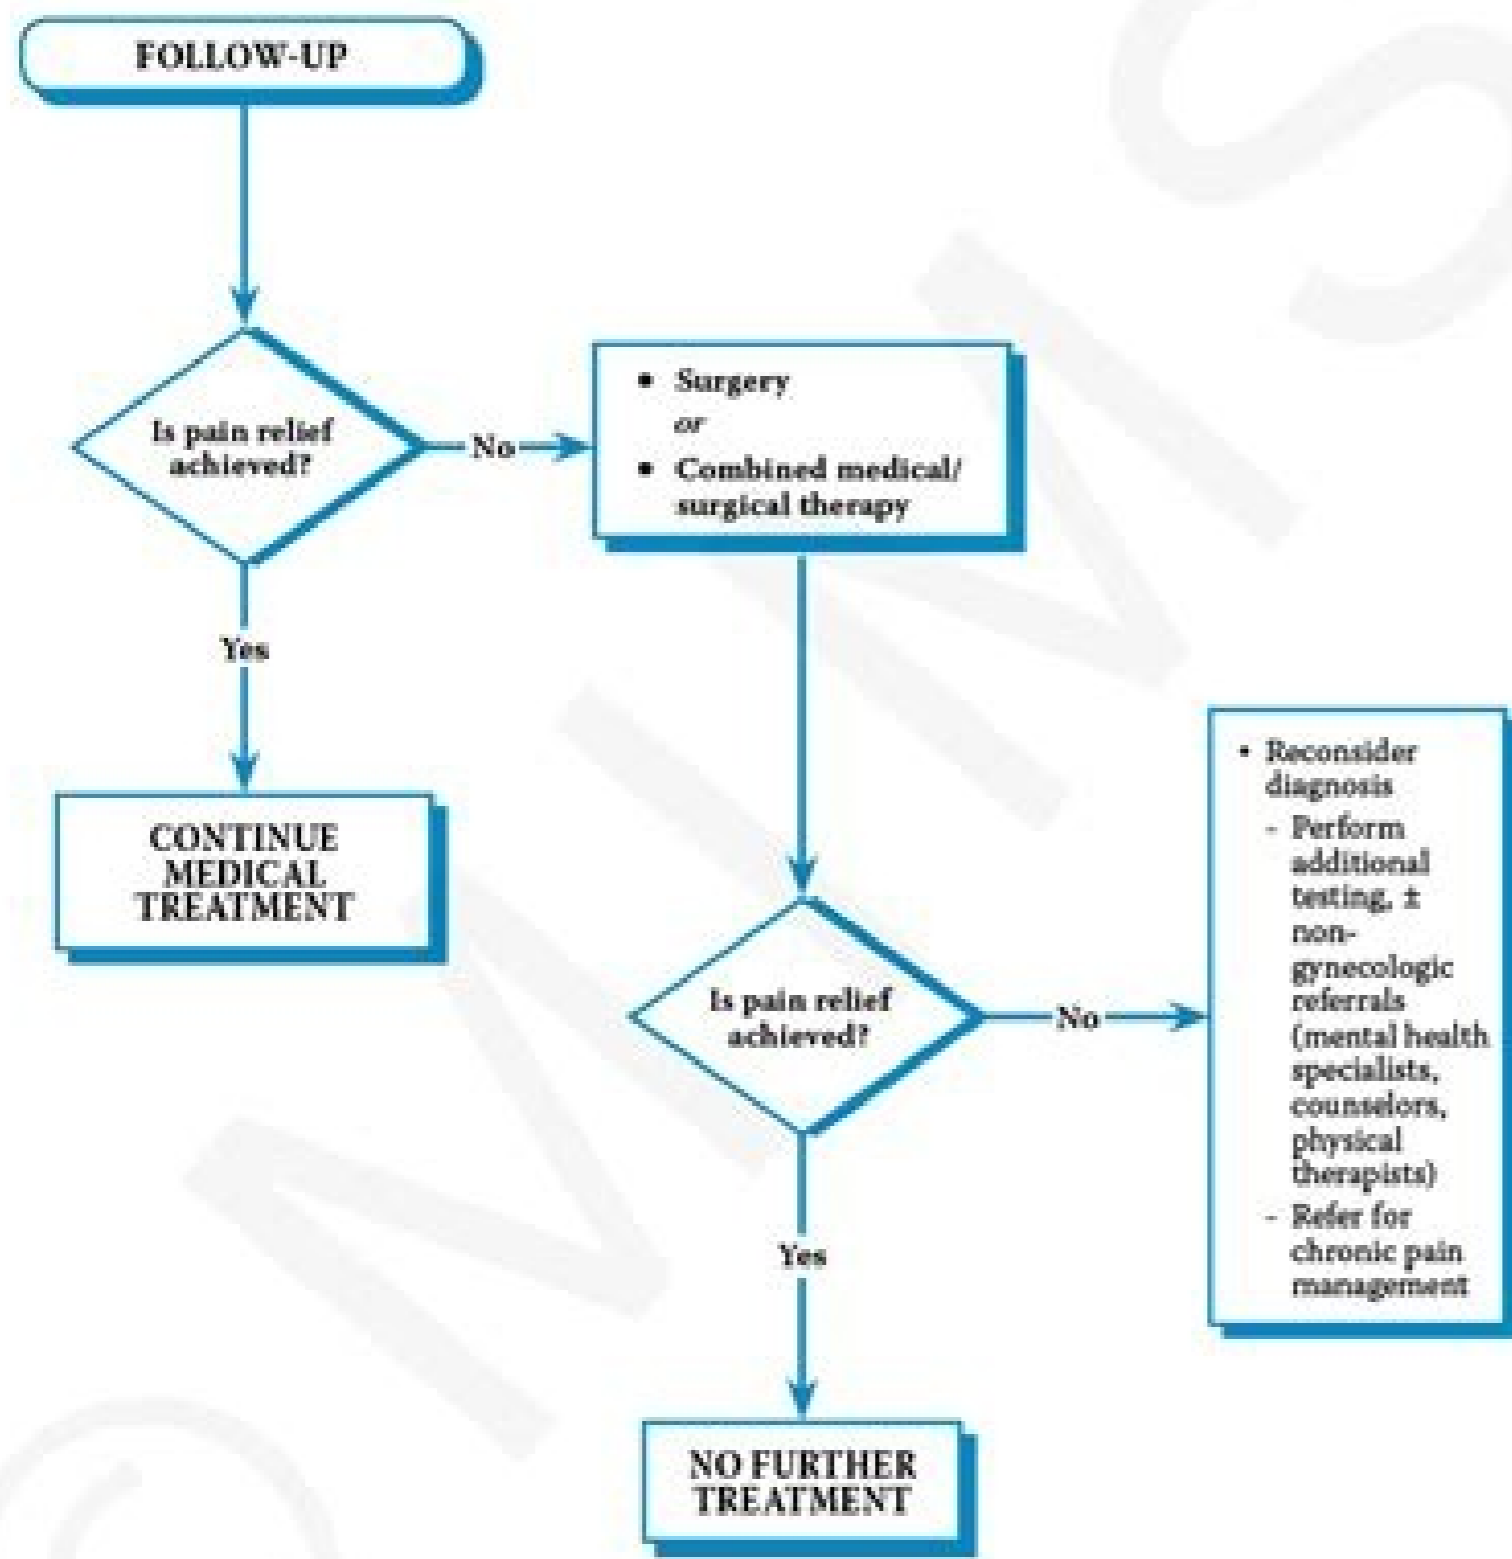 FOLLOW-UP
Is pain relief
achieved?
No
• Surgery
or
• Combined medical/
surgical therapy
Yes
CONTINUE
MEDICAL
TREATMENT
Is pain relief
achieved?
No
• Reconsider
diagnosis
- Perform
additional
testing, ±
non-
gynecologic
referrals
(mental health
specialists,
counselors,
physical
therapists)
- Refer for
chronic pain
management
Yes
NO FURTHER
TREATMENT
© MIMS